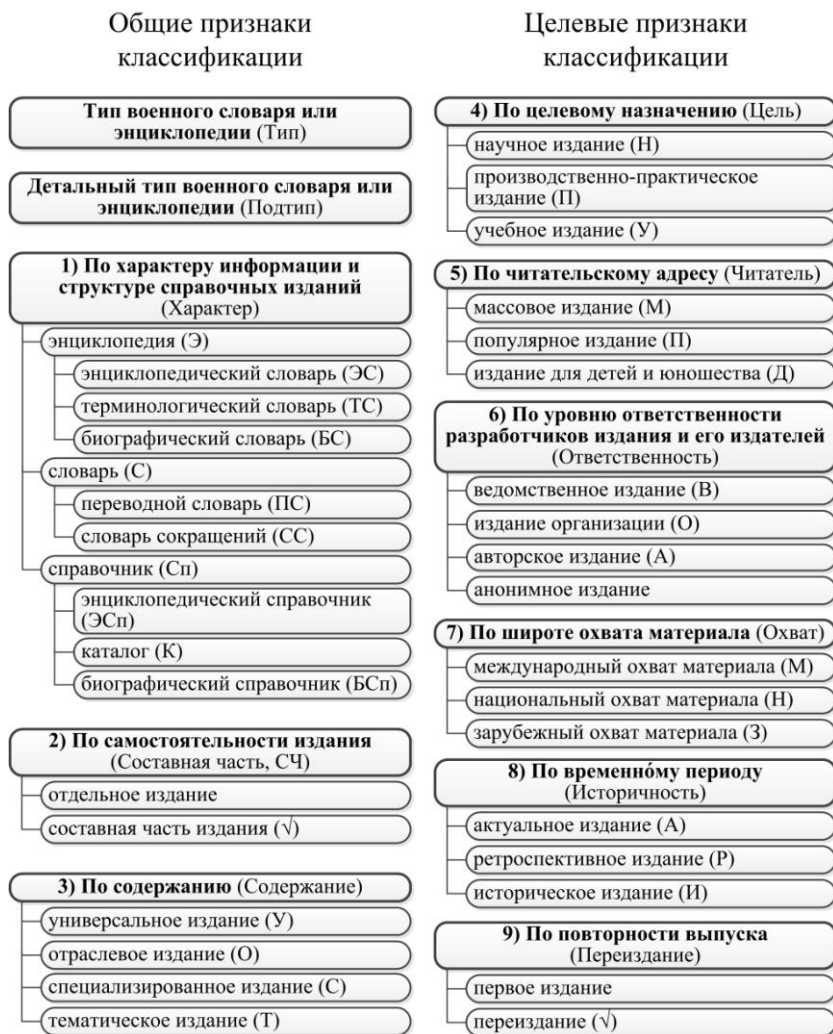 Общие признаки
классификации
Тип военного словаря или
энциклопедии (Тип)
Детальный тип военного словаря или
энциклопедии (Подтип)
1) По характеру информации и
структуре справочных изданий
(Характер)
энциклопедия (Э)
энциклопедический словарь (ЭС)
терминологический словарь (ТС)
биографический словарь (БС)
словарь (С)
переводной словарь (ПС)
словарь сокращений (СС)
справочник (Сп)
энциклопедический справочник
(ЭСп)
каталог (К)
биографический справочник (БСп)
2) По самостоятельности издания
(Составная часть, СЧ)
отдельное издание
составная часть издания (√)
3) По содержанию (Содержание)
универсальное издание (У)
отраслевое издание (О)
специализированное издание (С)
тематическое издание (Т)
Целевые признаки
классификации
4) По целевому назначению (Цель)
научное издание (Н)
производственно-практическое
издание (П)
учебное издание (У)
5) По читательскому адресу (Читатель)
массовое издание (М)
популярное издание (П)
издание для детей и юношества (Д)
6) По уровню ответственности
разработчиков издания и его издателей
(Ответственность)
ведомственное издание (В)
издание организации (О)
авторское издание (А)
анонимное издание
7) По широте охвата материала (Охват)
международный охват материала (М)
национальный охват материала (Н)
зарубежный охват материала (З)
8) По временнóму периоду
(Историчность)
актуальное издание (А)
ретроспективное издание (Р)
историческое издание (И)
9) По повторности выпуска
(Переиздание)
первое издание
переиздание (√)